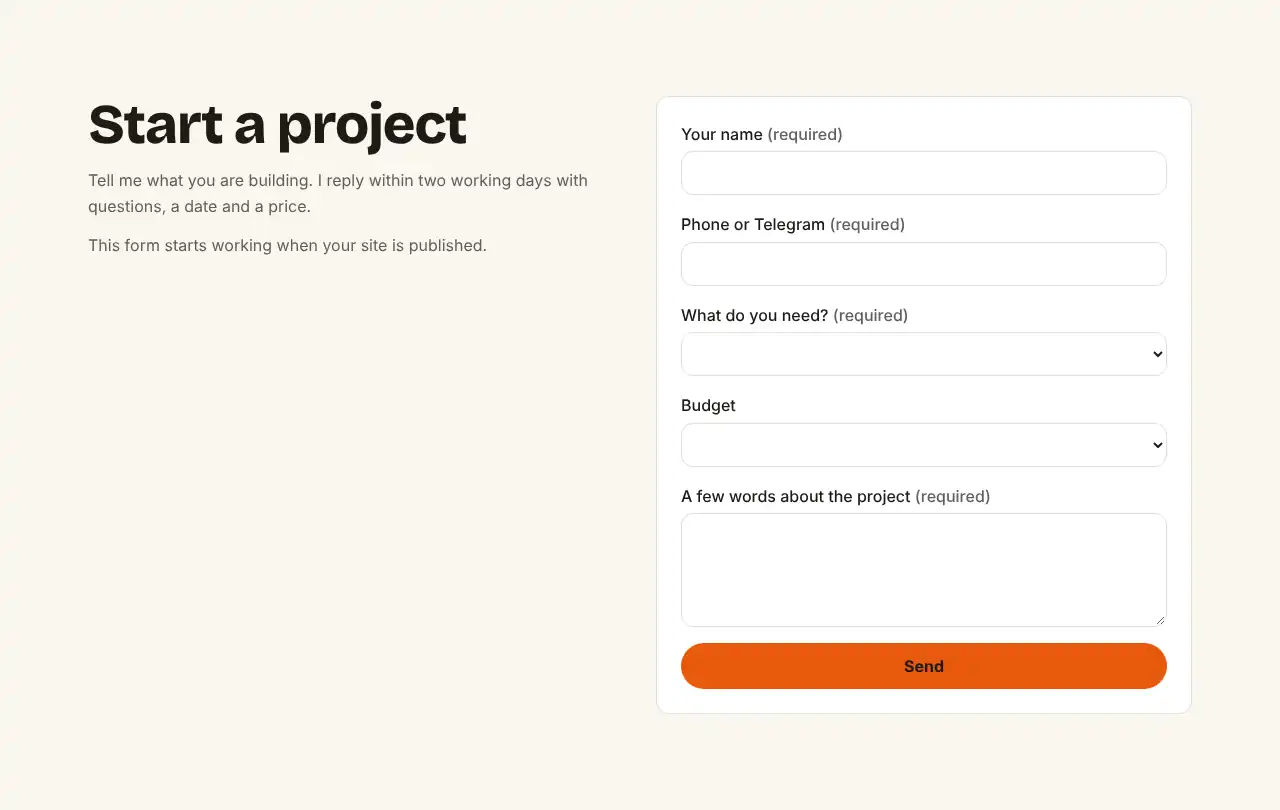 Start a project
Tell me what you are building. I reply within two working days with
questions, a date and a price.
This form starts working when your site is published.
Your name (required)
Phone or Telegram (required)
What do you need? (required)
Budget
A few words about the project (required)
Send